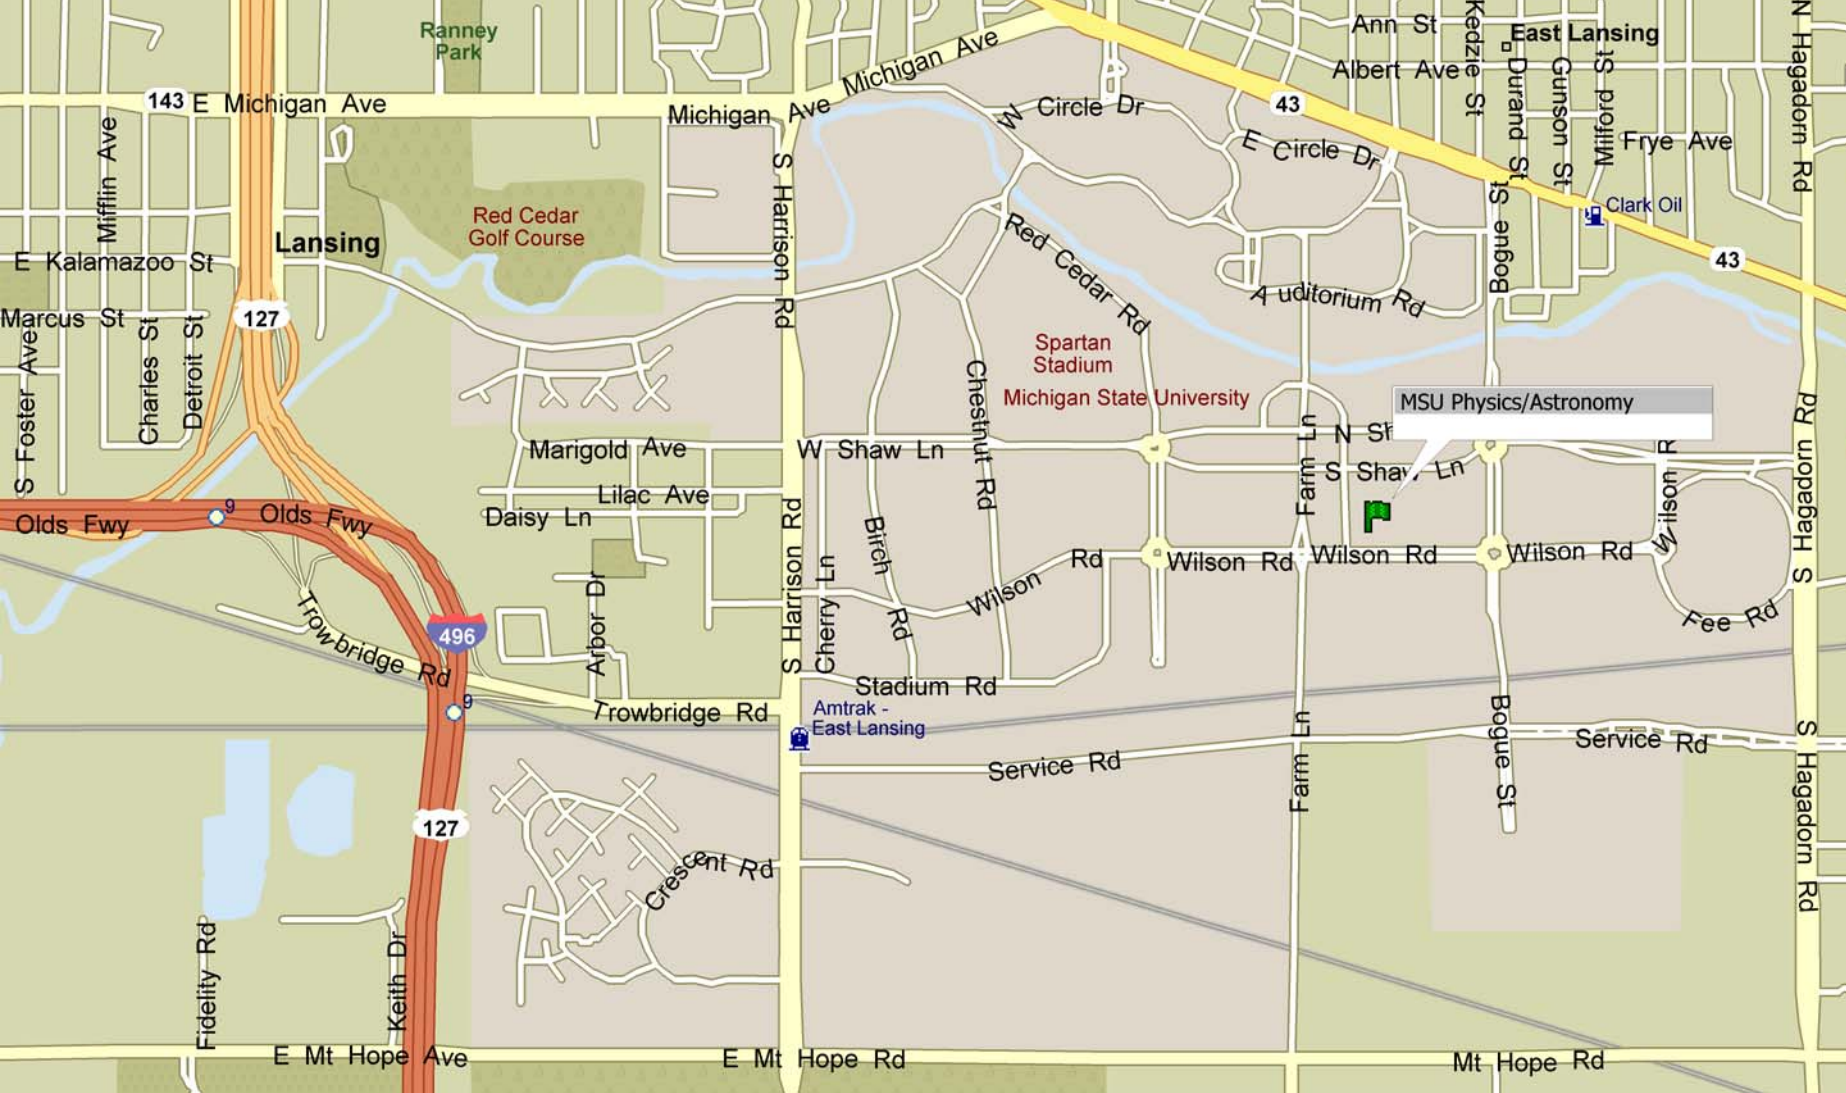 Ranney
Park
Ann St
East Lansing
Kedzie St
Albert Ave
N Hagadorn Rd
Michigan Ave
143
E Michigan Ave
Michigan Ave
W Circle Dr
43
Durand St
Gunson St
Milford St
Frye Ave
E Circle Dr
Mifflin Ave
S Harrison Rd
Bogue St
Clark Oil
Red Cedar
Golf Course
Lansing
E Kalamazoo St
Red Cedar Rd
43
Auditorium Rd
Marcus St
127
S Foster Ave
Charles St
Detroit St
Spartan
Stadium
Michigan State University
MSU Physics/Astronomy
Chestnut Rd
Farm Ln
N Sh
S Shaw Ln
Marigold Ave
W Shaw Ln
Wilson R
S Hagadorn Rd
Lilac Ave
Daisy Ln
9
Olds Fwy
Olds Fwy
S Harrison Rd
Birch Rd
Cherry Ln
Wilson Rd
Wilson Rd
Wilson Rd
Wilson Rd
W
Fee Rd
Trowbridge Rd
496
Arbor Dr
Stadium Rd
9
Trowbridge Rd
Amtrak -
East Lansing
Service Rd
Farm Ln
Bogue St
Service Rd
S Hagadorn Rd
127
Crescent Rd
Fidelity Rd
Keith Dr
E Mt Hope Ave
E Mt Hope Rd
Mt Hope Rd